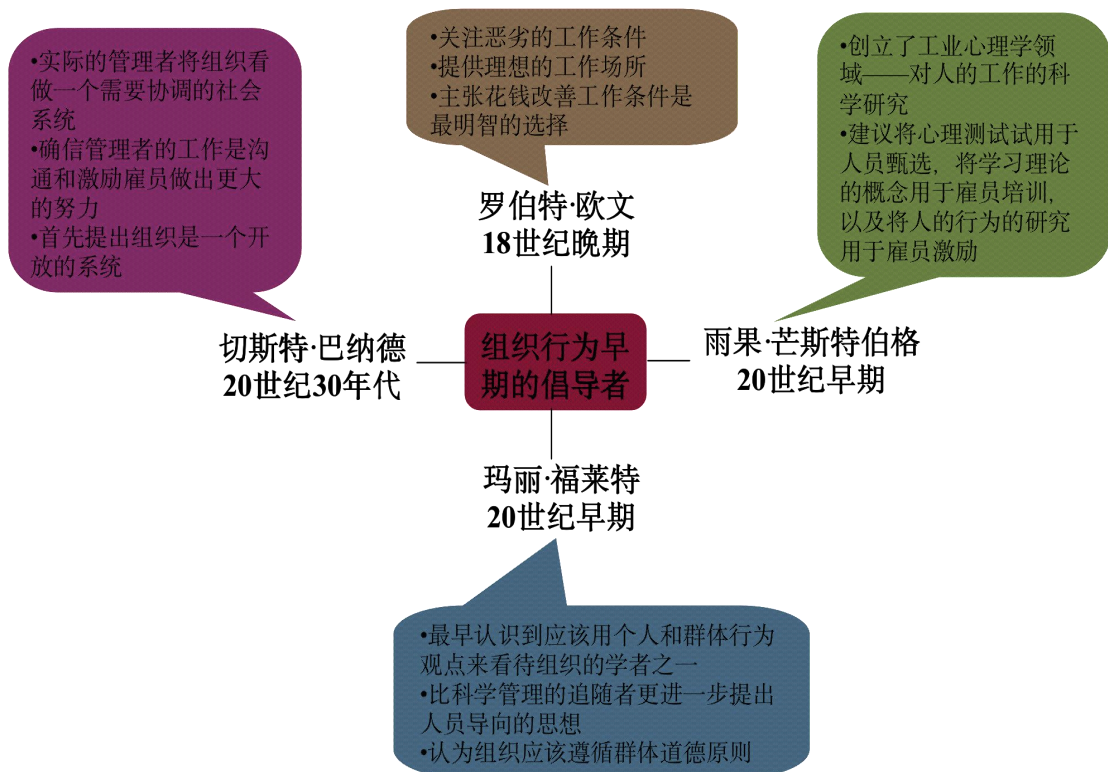 •实际的管理者将组织看
做一个需要协调的社会
系统
•确信管理者的工作是沟
通和激励雇员做出更大
的努力
•首先提出组织是一个开
放的系统
•关注恶劣的工作条件
•提供理想的工作场所
•主张花钱改善工作条件是
最明智的选择
•创立了工业心理学领
域——对人的工作的科
学研究
•建议将心理测试试用于
人员甄选，将学习理论
的概念用于雇员培训，
以及将人的行为的研究
用于雇员激励
罗伯特·欧文
18世纪晚期
切斯特·巴纳德
20世纪30年代
组织行为早
期的倡导者
雨果·芒斯特伯格
20世纪早期
玛丽·福莱特
20世纪早期
•最早认识到应该用个人和群体行为
观点来看待组织的学者之一
•比科学管理的追随者更进一步提出
人员导向的思想
•认为组织应该遵循群体道德原则